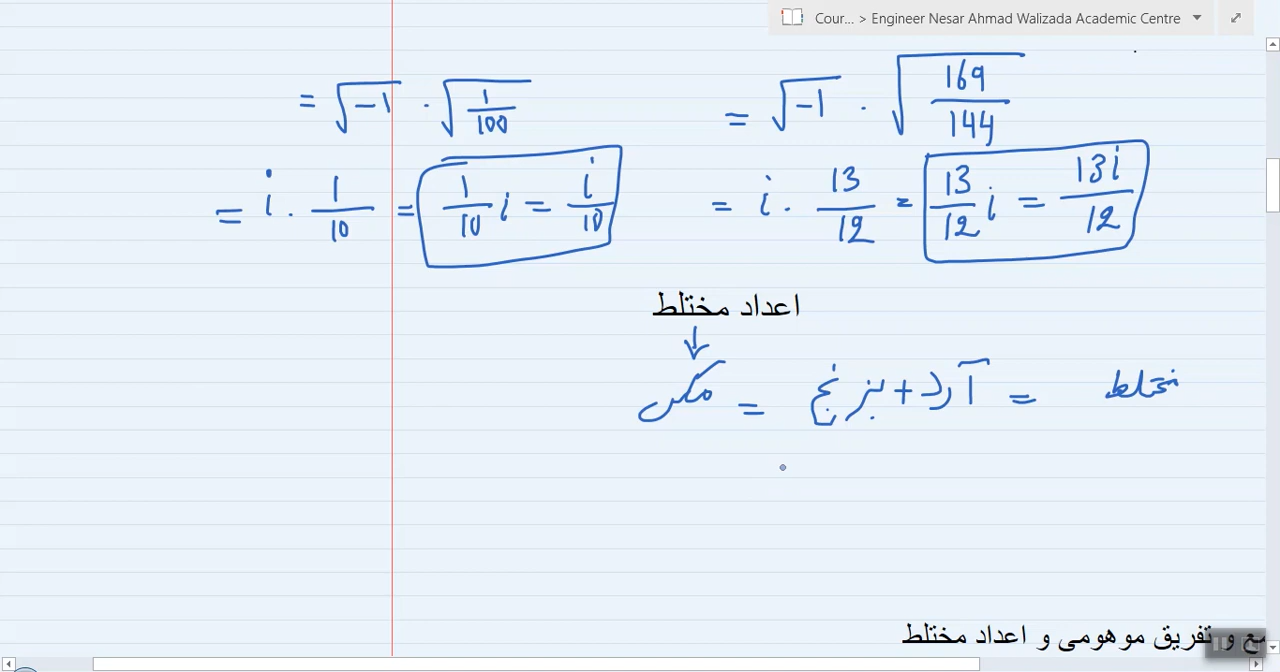 Cour... > Engineer Nesar Ahmad Walizada Academic Centre
= √-1 · √(1/100)
= √-1 · √(169/144)
= i · 1/10 = 1/10 i = i/10
= i · 13/12 = 13/12 i = 13i/12
اعداد مختلط
مختلط = آرد + برنج = مکس
مع و تفریق موهومی و اعداد مختلط